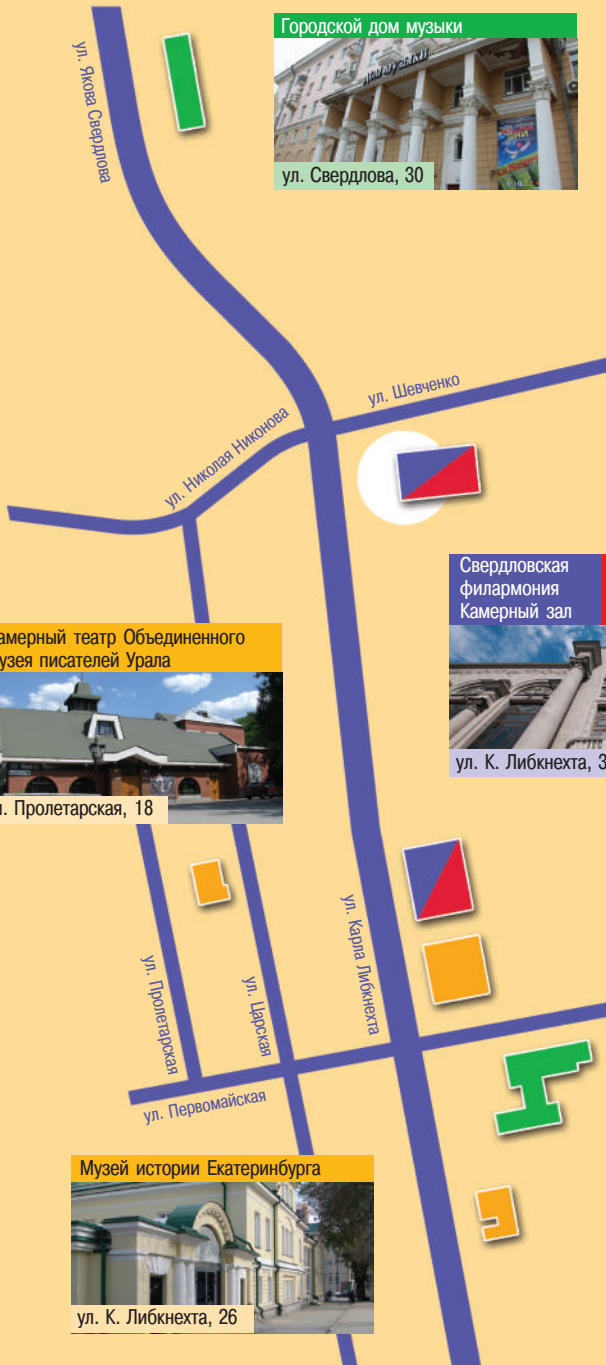 Городской дом музыки
ДОМ МУЗЫКИ
ул. Свердлова, 30
ул. Якова Свердлова
ул. Шевченко
ул. Николая Никонова
Свердловская
филармония
Камерный зал
ул. К. Либкнехта, 3
амерный театр Объединенного
узея писателей Урала
л. Пролетарская, 18
ул. Карла Либкнехта
ул. Пролетарская
ул. Царская
ул. Первомайская
Музей истории Екатеринбурга
ул. К. Либкнехта, 26